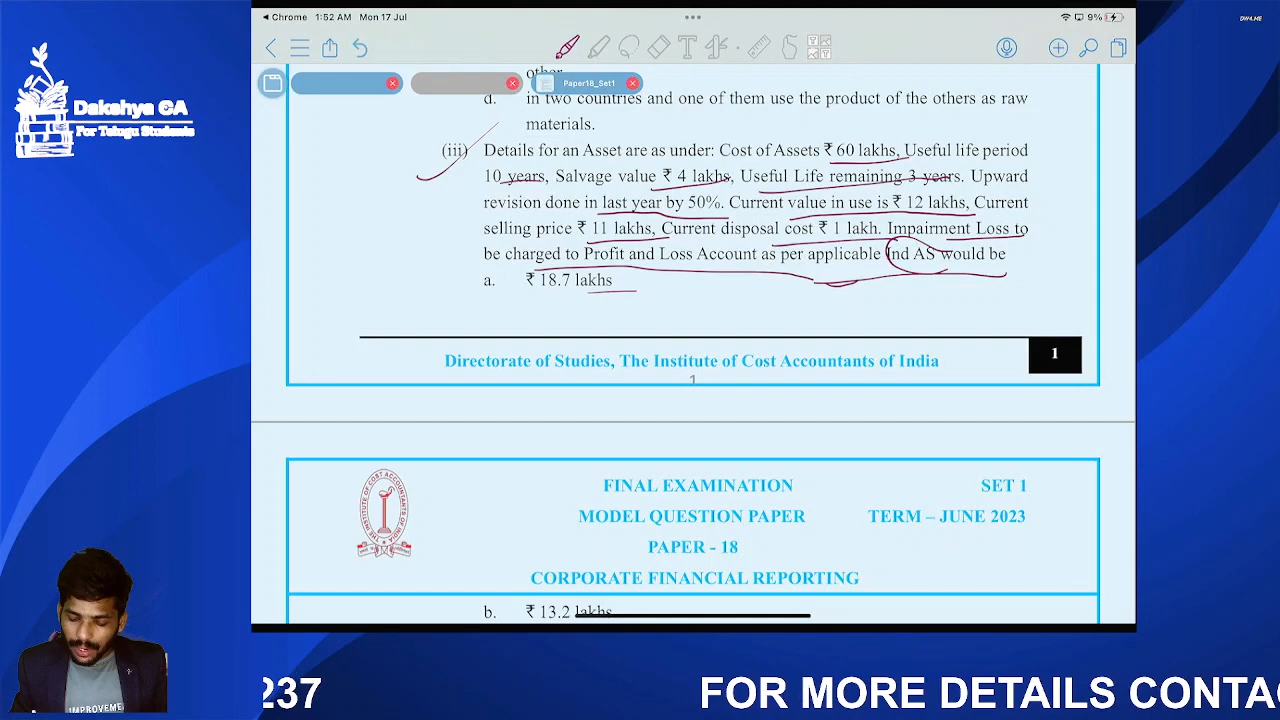 Chrome 1:52 AM Mon 17 Jul
9%
DW4.ME
Dakshya CA
For Telugu Students
Paper18_Set1
other
d. in two countries and one of them use the product of the others as raw
materials.
(iii) Details for an Asset are as under: Cost of Assets ₹ 60 lakhs, Useful life period
10 years, Salvage value ₹ 4 lakhs, Useful Life remaining 3 years. Upward
revision done in last year by 50%. Current value in use is ₹ 12 lakhs, Current
selling price ₹ 11 lakhs, Current disposal cost ₹ 1 lakh. Impairment Loss to
be charged to Profit and Loss Account as per applicable Ind AS would be
a. ₹ 18.7 lakhs
Directorate of Studies, The Institute of Cost Accountants of India 1
1
FINAL EXAMINATION SET 1
MODEL QUESTION PAPER TERM – JUNE 2023
PAPER - 18
CORPORATE FINANCIAL REPORTING
b. ₹ 13.2 lakhs
237 FOR MORE DETAILS CONTA